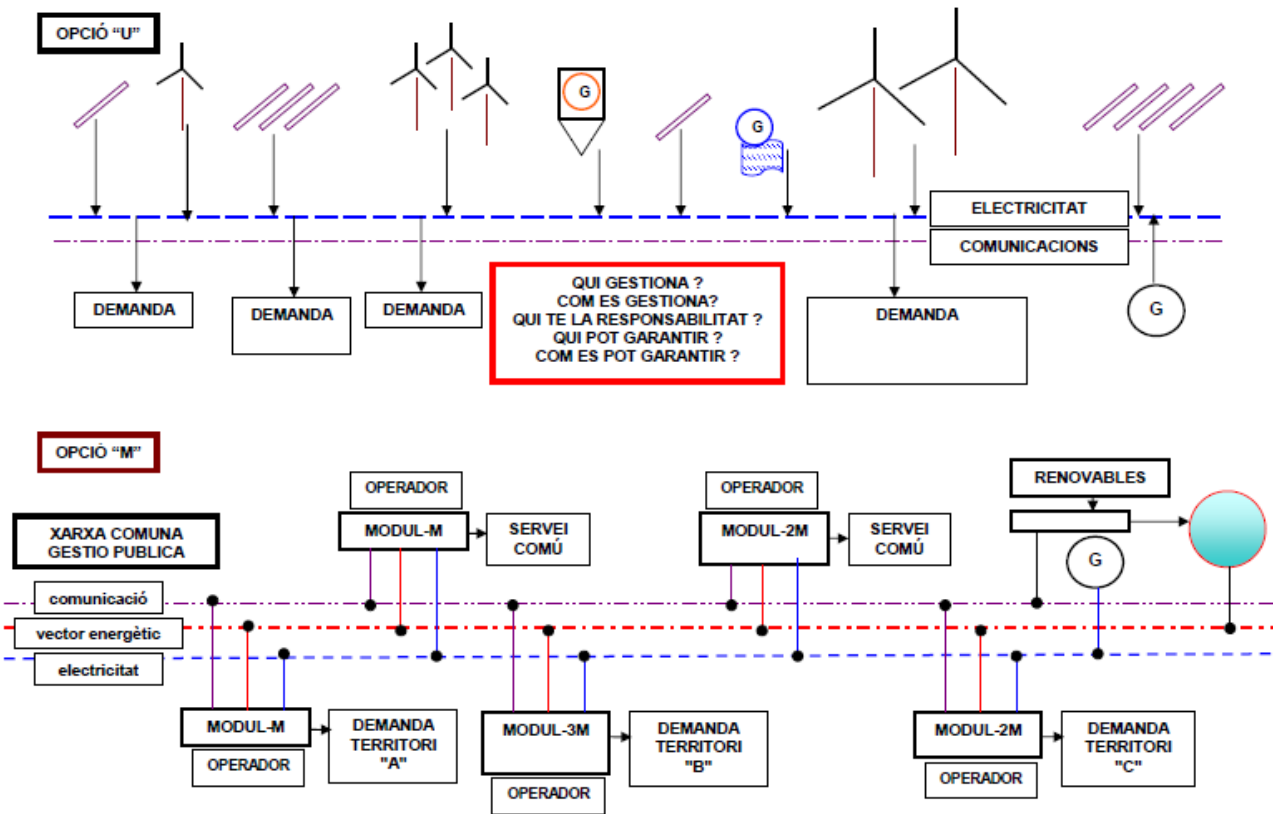 OPCIÓ “U”
G
G
ELECTRICITAT
COMUNICACIONS
DEMANDA
DEMANDA
DEMANDA
QUI GESTIONA ?
COM ES GESTIONA?
QUI TE LA RESPONSABILITAT ?
QUI POT GARANTIR ?
COM ES POT GARANTIR ?
DEMANDA
G
OPCIÓ “M”
XARXA COMUNA
GESTIO PUBLICA
OPERADOR
MODUL-M
SERVEI
COMÚ
OPERADOR
MODUL-2M
SERVEI
COMÚ
RENOVABLES
G
comunicació
vector energètic
electricitat
MODUL-M
OPERADOR
DEMANDA
TERRITORI
"A"
MODUL-3M
OPERADOR
DEMANDA
TERRITORI
"B"
MODUL-2M
OPERADOR
DEMANDA
TERRITORI
"C"